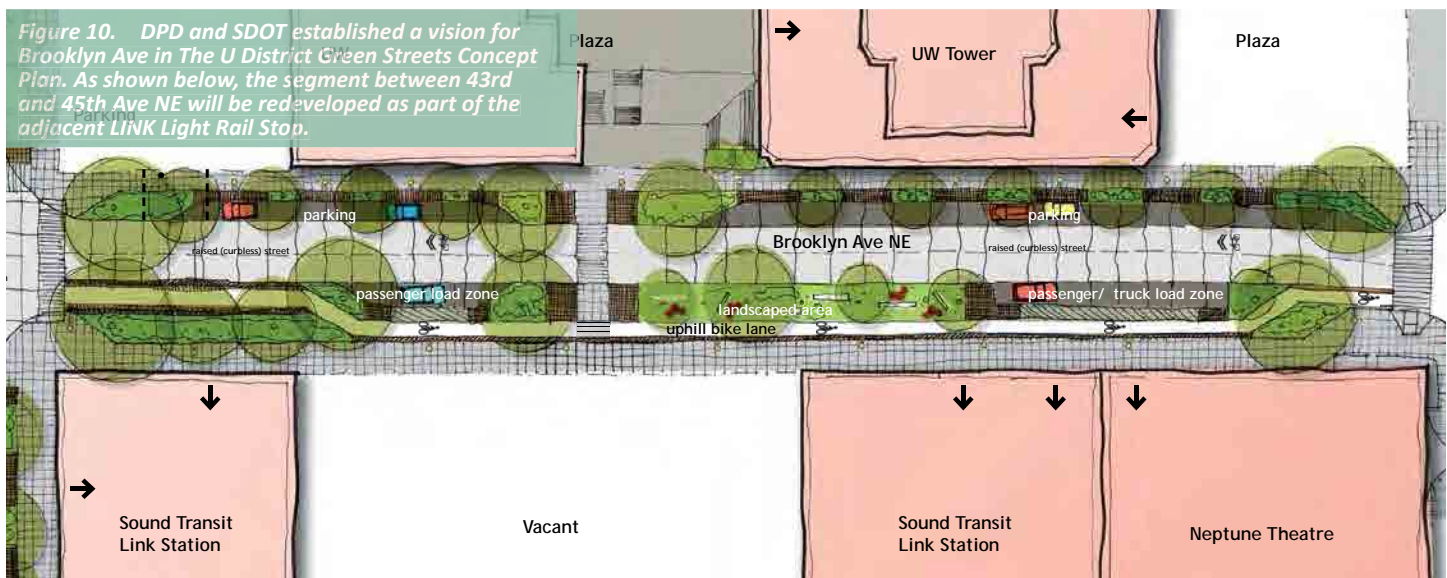 Figure 10. DPD and SDOT established a vision for
Brooklyn Ave in The U District Green Streets Concept
Plan. As shown below, the segment between 43rd
and 45th Ave NE will be redeveloped as part of the
adjacent LINK Light Rail Stop.
UW
Parking
Plaza
UW Tower
Plaza
parking
parking
Brooklyn Ave NE
raised (curbless) street
raised (curbless) street
passenger load zone
passenger/ truck load zone
landscaped area
uphill bike lane
Sound Transit
Link Station
Vacant
Sound Transit
Link Station
Neptune Theatre